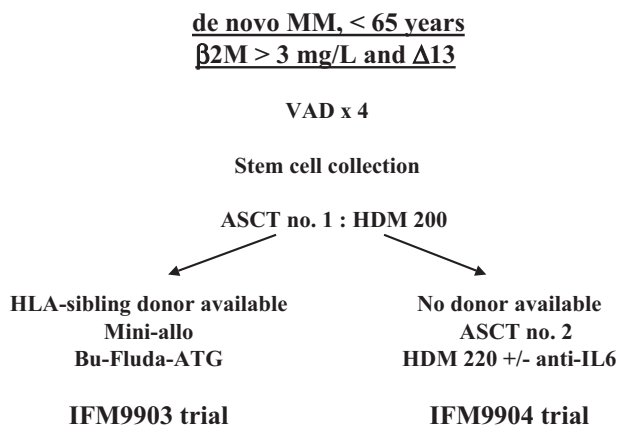 de novo MM, < 65 years
β2M > 3 mg/L and Δ13
VAD x 4
Stem cell collection
ASCT no. 1 : HDM 200
HLA-sibling donor available
Mini-allo
Bu-Fluda-ATG
IFM9903 trial
No donor available
ASCT no. 2
HDM 220 +/- anti-IL6
IFM9904 trial